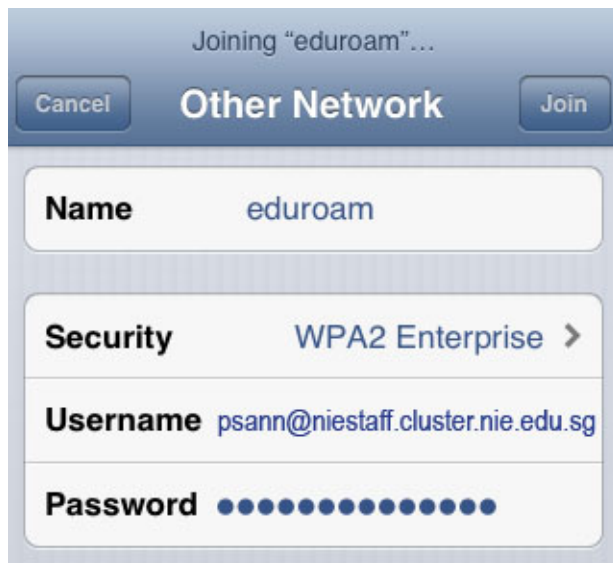 Joining “eduroam”...
Cancel Other Network Join
Name eduroam
Security WPA2 Enterprise >
Username psann@niestaff.cluster.nie.edu.sg
Password ●●●●●●●●●●●●●●